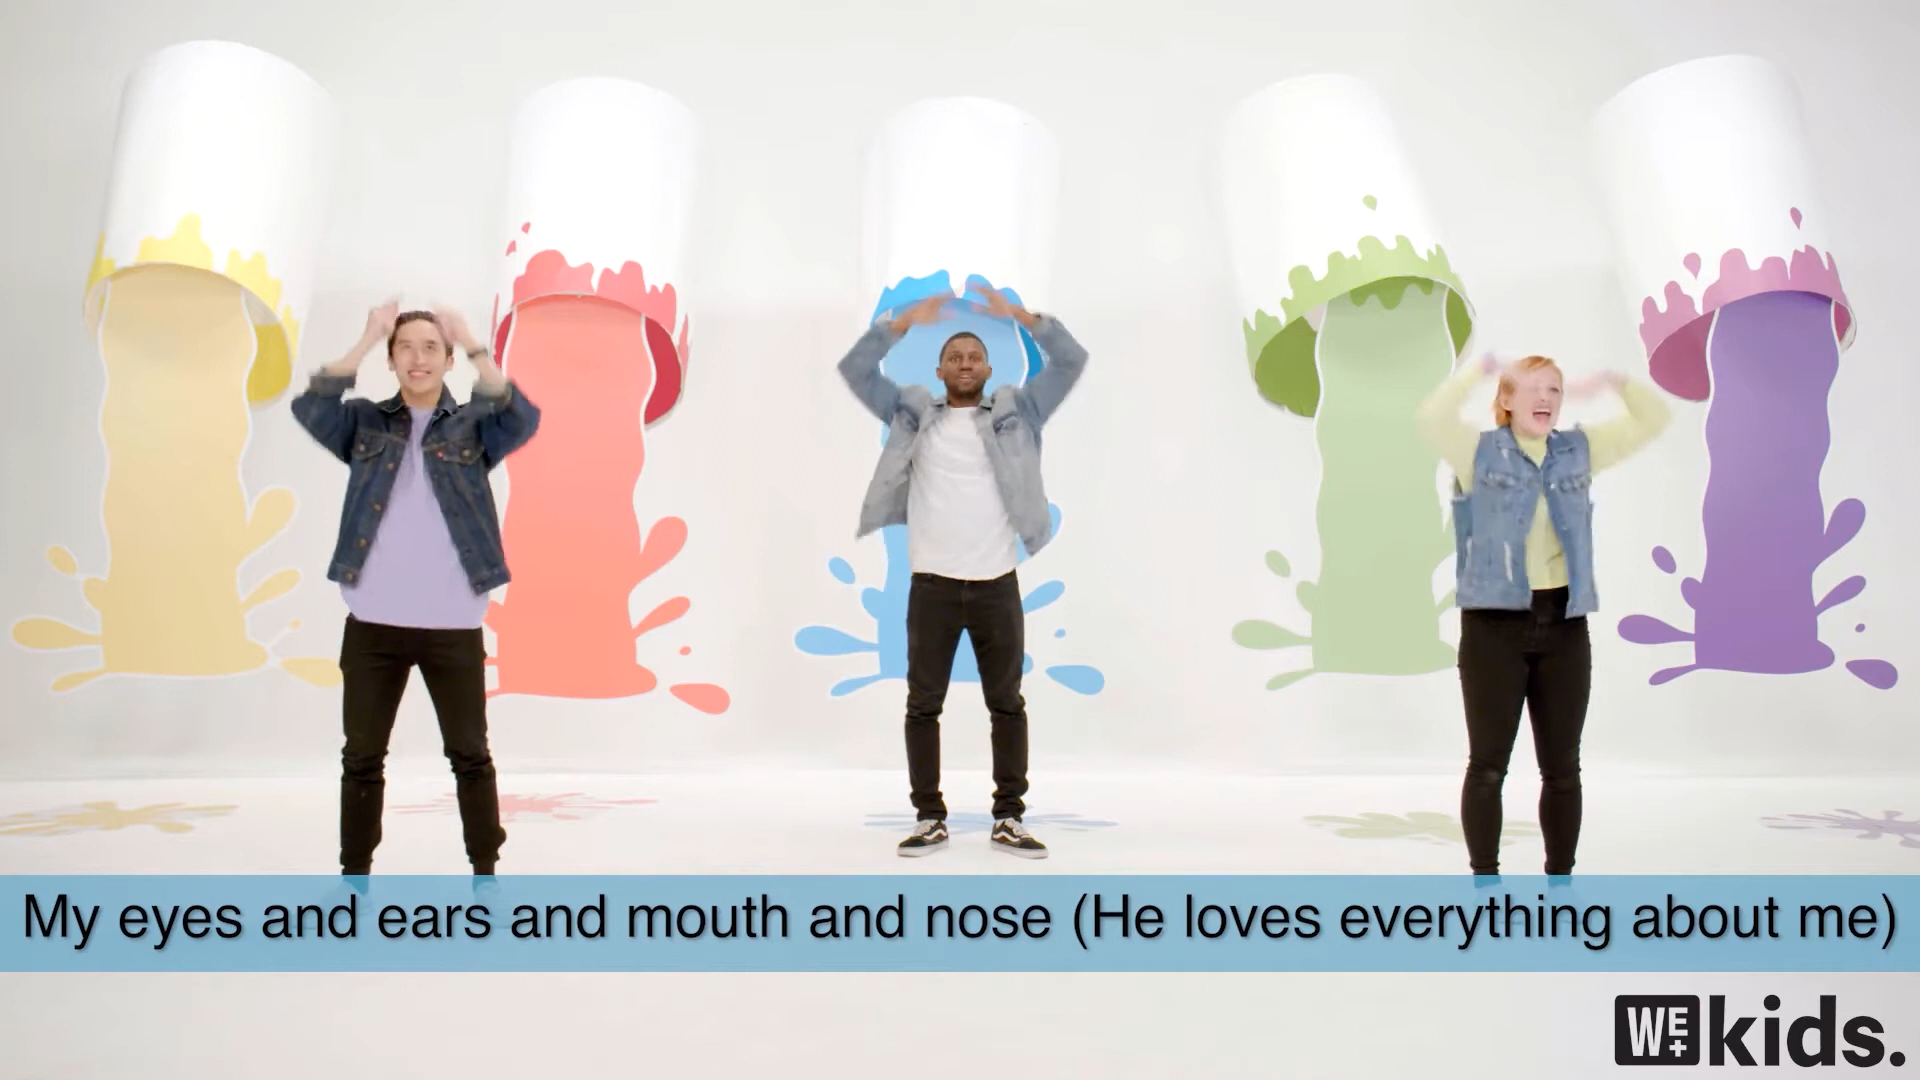 My eyes and ears and mouth and nose (He loves everything about me)
WE+ kids.